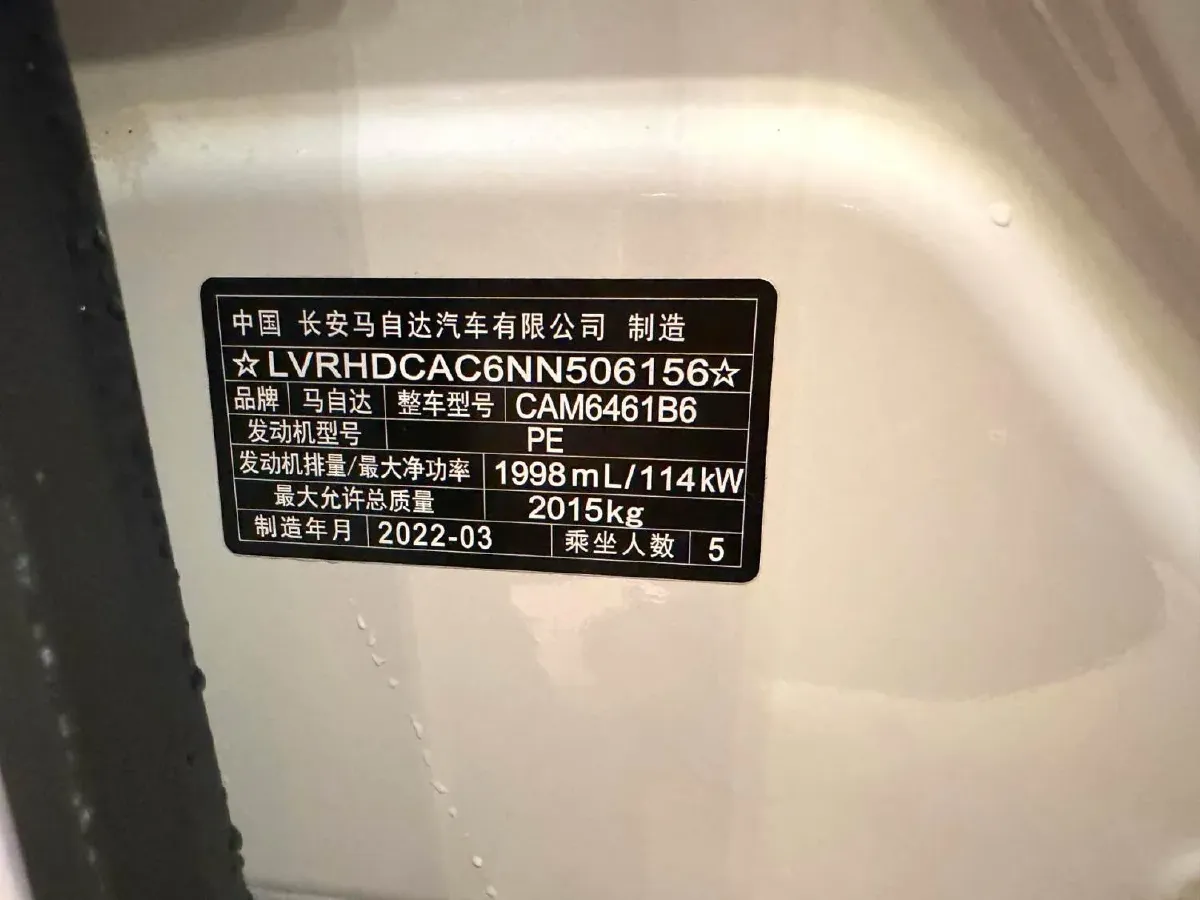 中国 长安马自达汽车有限公司 制造
☆LVRHDCAC6NN506156☆
品牌 马自达 整车型号 CAM6461B6
发动机型号 PE
发动机排量/最大净功率 1998mL/114kW
最大允许总质量 2015kg
制造年月 2022-03 乘坐人数 5